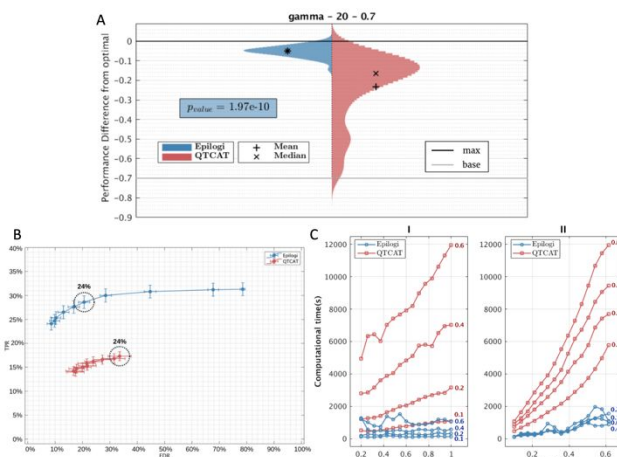 A
gamma - 20 - 0.7
Performance Difference from optimal
0
-0.1
-0.2
-0.3
-0.4
-0.5
-0.6
-0.7
-0.8
-0.9
pvalue = 1.97e-10
Epilogi
QTCAT
+ Mean
× Median
max
base
B
TPR
40%
35%
30%
25%
20%
15%
10%
5%
0%
24%
24%
Epilogi
QTCAT
0% 10% 20% 30% 40% 50% 60% 70% 80% 90% 100%
C
I
Computational time(s)
12000
10000
8000
6000
4000
2000
0
Epilogi
QTCAT
0.6
0.4
0.2
0.1
0.6
0.4
0.2
0.1
0.2 0.4 0.6 0.8 1
II
12000
10000
8000
6000
4000
2000
0
Epilogi
QTCAT
0 0.2 0.4 0.6